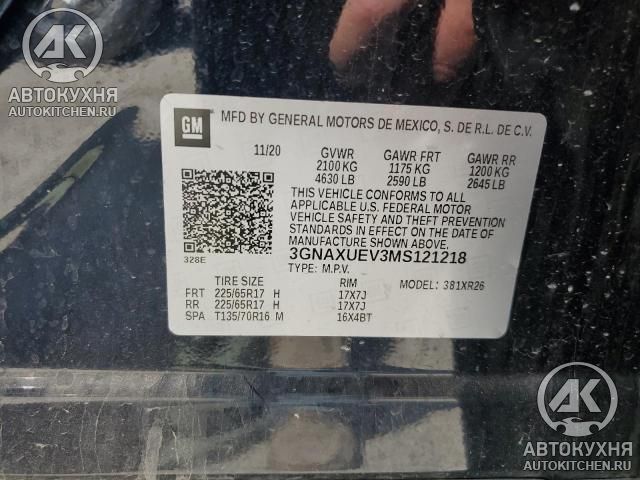 АК
АВТОКУХНЯ
AUTOKITCHEN.RU
GM
MFD BY GENERAL MOTORS DE MEXICO, S. DE R.L. DE C.V.
11/20 GVWR GAWR FRT GAWR RR
2100 KG 1175 KG 1200 KG
4630 LB 2590 LB 2645 LB
THIS VEHICLE CONFORMS TO ALL
APPLICABLE U.S. FEDERAL MOTOR
VEHICLE SAFETY AND THEFT PREVENTION
STANDARDS IN EFFECT ON THE DATE OF
MANUFACTURE SHOWN ABOVE.
328E
3GNAXUEV3MS121218
TYPE: M.P.V. MODEL: 381XR26
TIRE SIZE RIM
FRT 225/65R17 H 17X7J
RR 225/65R17 H 17X7J
SPA T135/70R16 M 16X4BT
АК
АВТОКУХНЯ
AUTOKITCHEN.RU